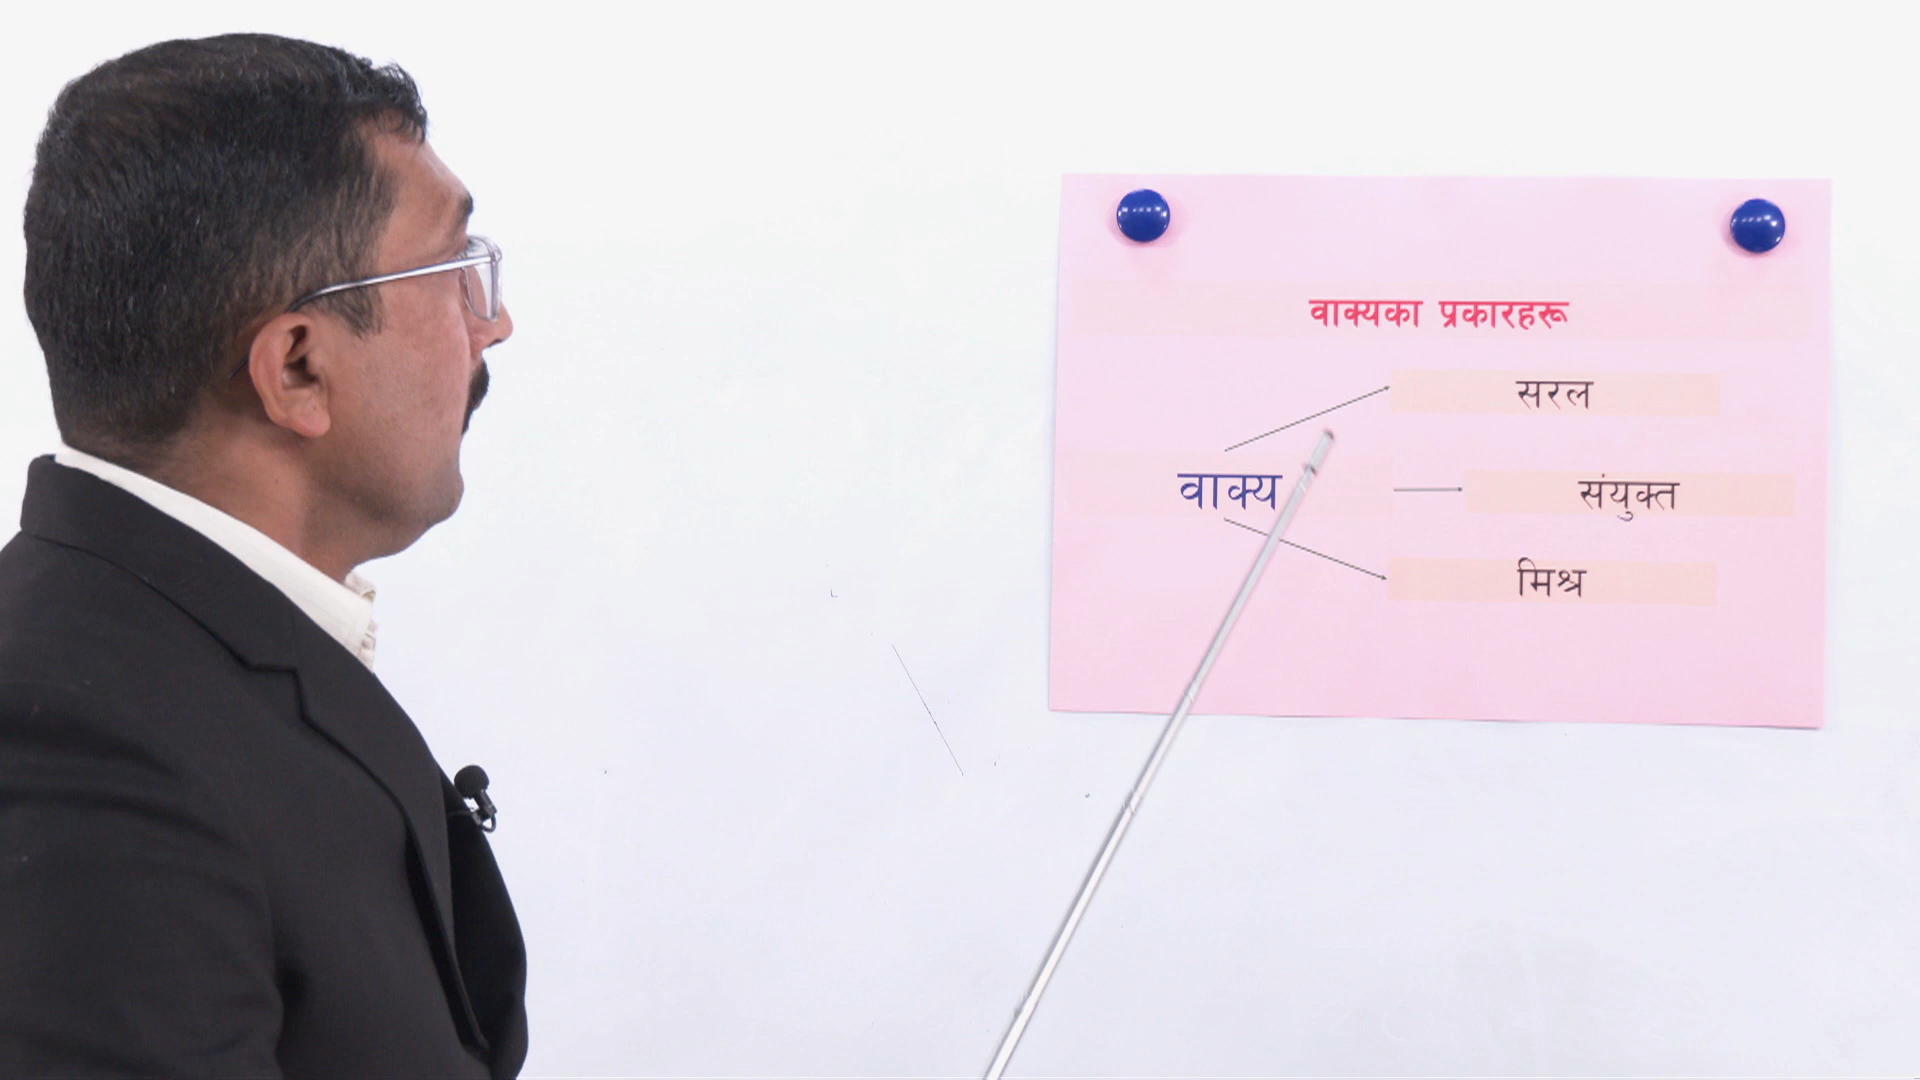 वाक्यका प्रकारहरू
सरल
वाक्य
संयुक्त
मिश्र